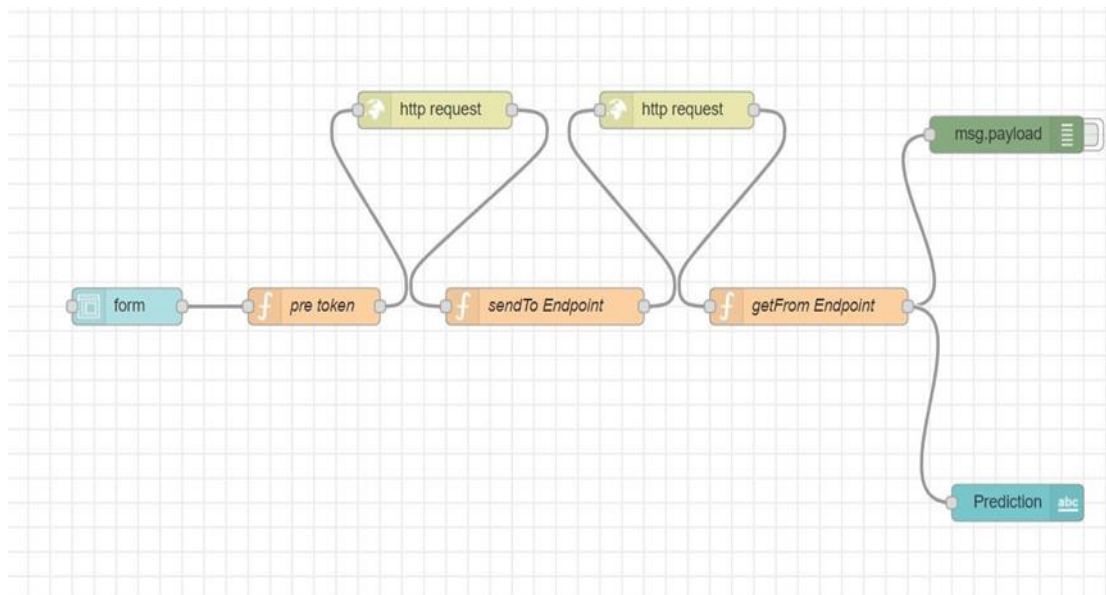 http request
http request
msg.payload
form
pre token
f
sendTo Endpoint
f
getFrom Endpoint
f
Prediction
abc